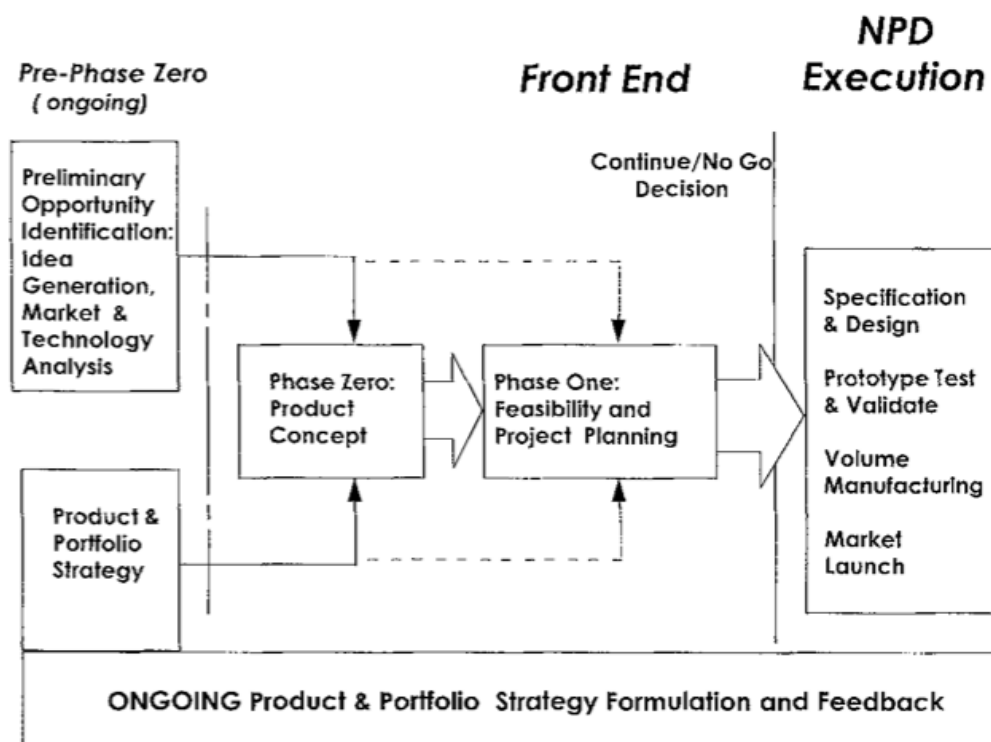 Pre-Phase Zero
( ongoing)
Front End
NPD
Execution
Preliminary
Opportunity
Identification:
Idea
Generation,
Market &
Technology
Analysis
Continue/No Go
Decision
Phase Zero:
Product
Concept
Phase One:
Feasibility and
Project Planning
Specification
& Design
Prototype Test
& Validate
Volume
Manufacturing
Market
Launch
Product &
Portfolio
Strategy
ONGOING Product & Portfolio Strategy Formulation and Feedback